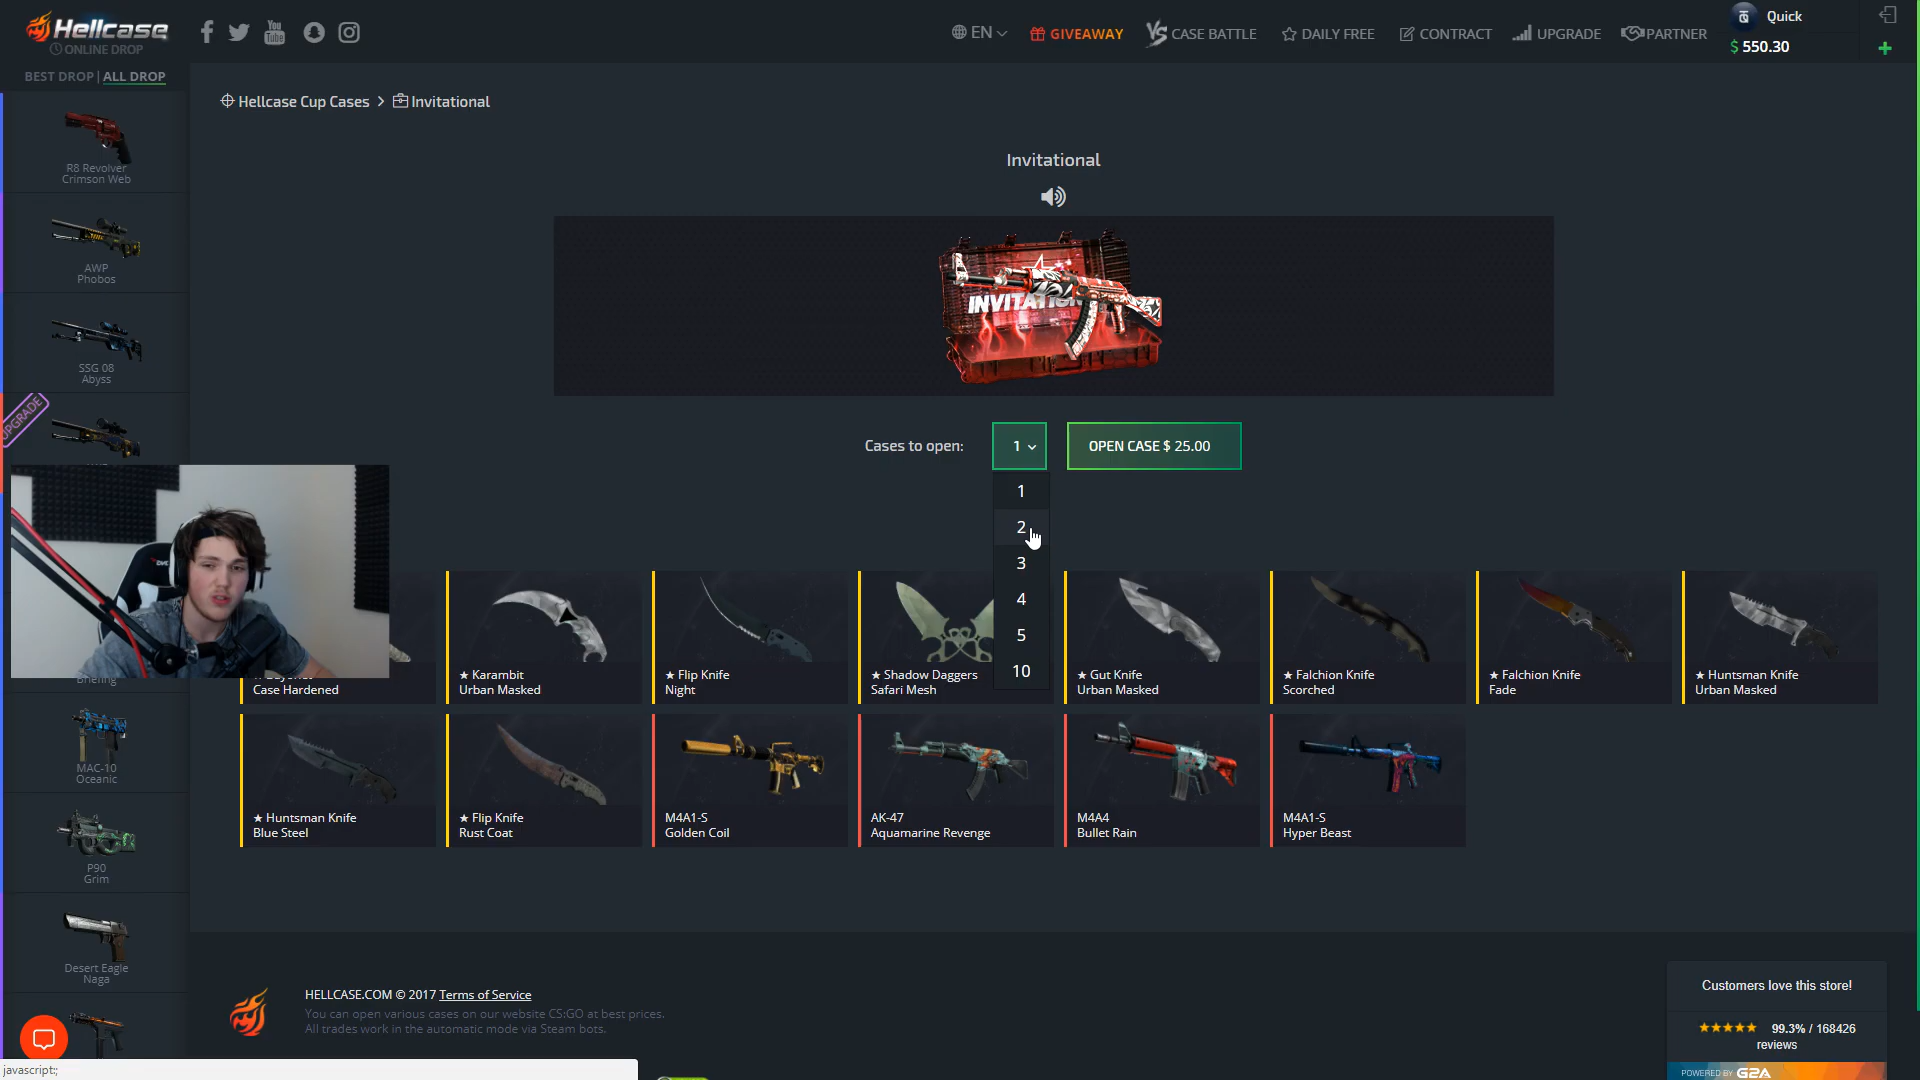 Hellcase
ONLINE DROP
EN
GIVEAWAY
VS CASE BATTLE
DAILY FREE
CONTRACT
UPGRADE
PARTNER
Quick
$ 550.30
BEST DROP | ALL DROP
Hellcase Cup Cases > Invitational
Invitational
R8 Revolver
Crimson Web
AWP
Phobos
SSG 08
Abyss
UPGRADE
Briefing
MAC-10
Oceanic
P90
Grim
Desert Eagle
Naga
Cases to open:
1
OPEN CASE $ 25.00
1
2
3
4
5
10
Case Hardened
★ Karambit
Urban Masked
★ Flip Knife
Night
★ Shadow Daggers
Safari Mesh
★ Gut Knife
Urban Masked
★ Falchion Knife
Scorched
★ Falchion Knife
Fade
★ Huntsman Knife
Urban Masked
★ Huntsman Knife
Blue Steel
★ Flip Knife
Rust Coat
M4A1-S
Golden Coil
AK-47
Aquamarine Revenge
M4A4
Bullet Rain
M4A1-S
Hyper Beast
HELLCASE.COM © 2017 Terms of Service
You can open various cases on our website CS:GO at best prices.
All trades work in the automatic mode via Steam bots.
Customers love this store!
★★★★★ 99.3% / 168426
reviews
POWERED BY G2A
javascript:;